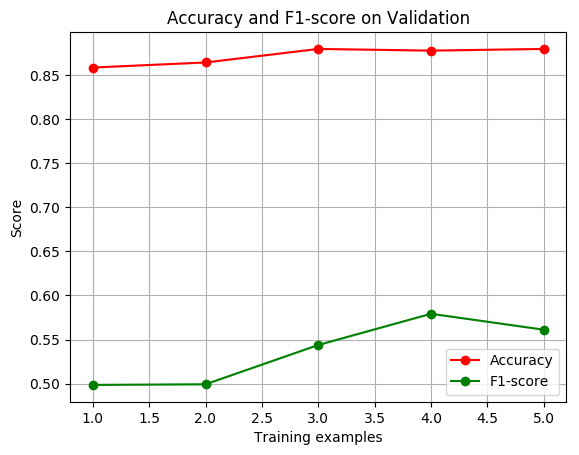 Accuracy and F1-score on Validation
Score
0.85
0.80
0.75
0.70
0.65
0.60
0.55
0.50
Accuracy
F1-score
1.0 1.5 2.0 2.5 3.0 3.5 4.0 4.5 5.0
Training examples